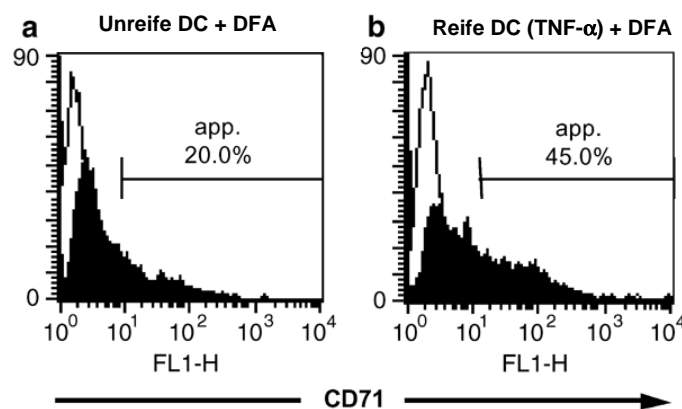 a Unreife DC + DFA
90
app.
20.0%
0
10⁰ 10¹ 10² 10³ 10⁴
FL1-H
b Reife DC (TNF-α) + DFA
90
app.
45.0%
0
10⁰ 10¹ 10² 10³ 10⁴
FL1-H
CD71